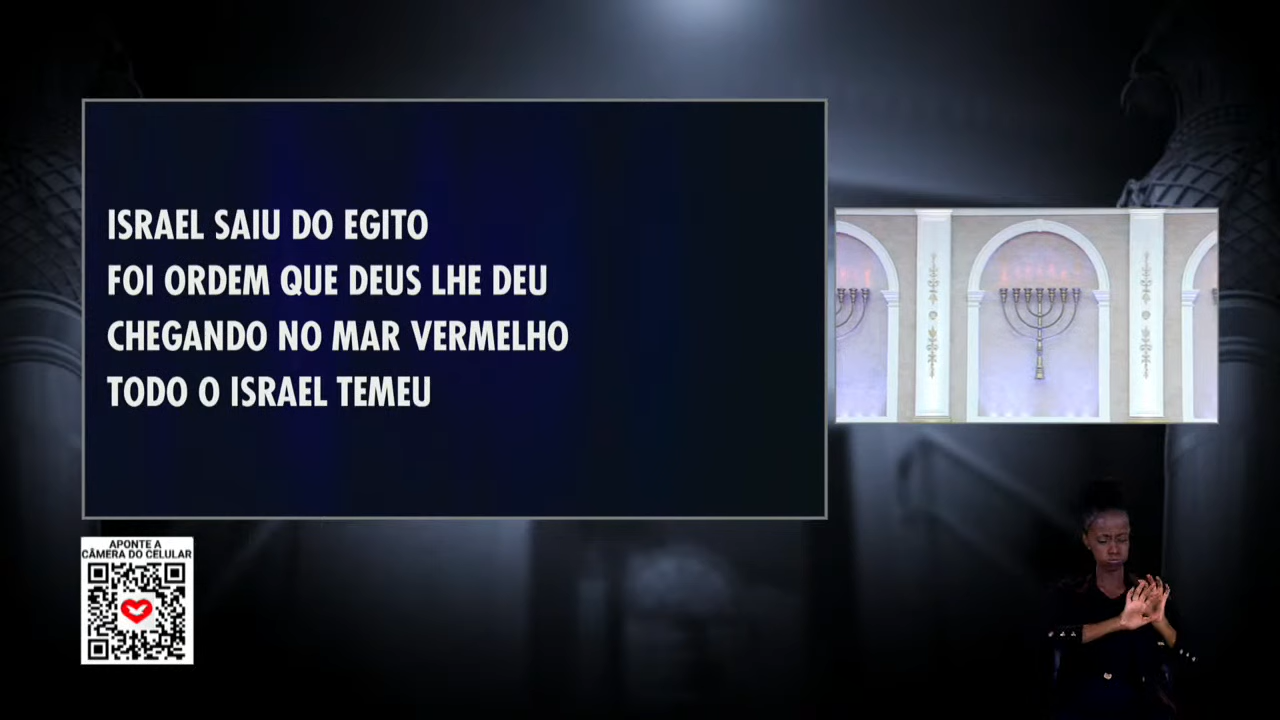 ISRAEL SAIU DO EGITO
FOI ORDEM QUE DEUS LHE DEU
CHEGANDO NO MAR VERMELHO
TODO O ISRAEL TEMEU
APONTE A
CÂMERA DO CELULAR